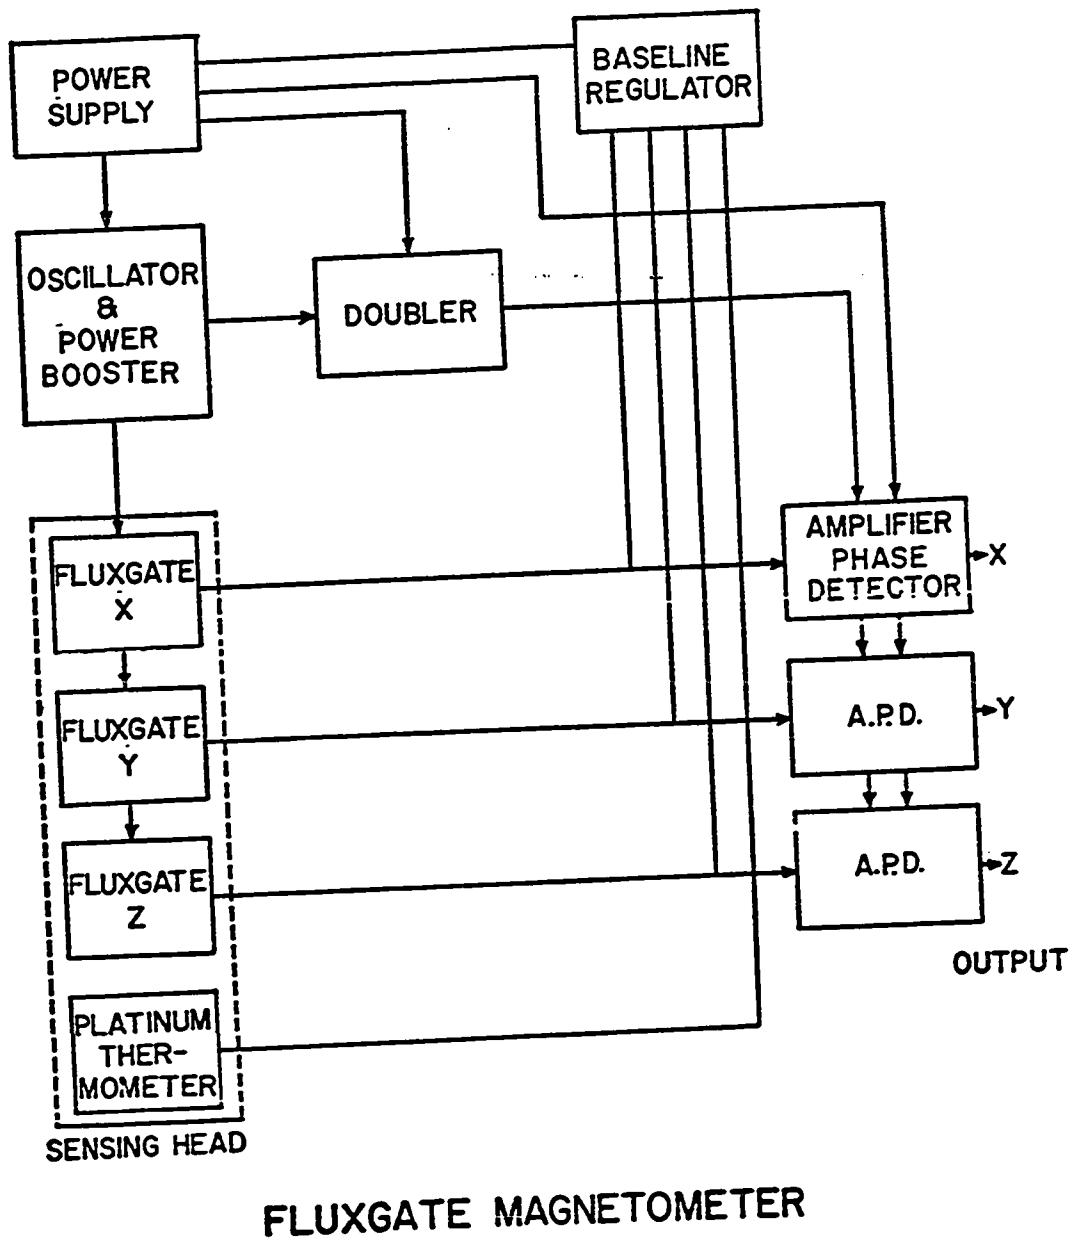 POWER
SUPPLY
BASELINE
REGULATOR
OSCILLATOR
&
POWER
BOOSTER
DOUBLER
AMPLIFIER
PHASE
DETECTOR
X
FLUXGATE
X
FLUXGATE
Y
A.P.D.
Y
FLUXGATE
Z
A.P.D.
Z
OUTPUT
PLATINUM
THER-
MOMETER
SENSING HEAD
FLUXGATE MAGNETOMETER